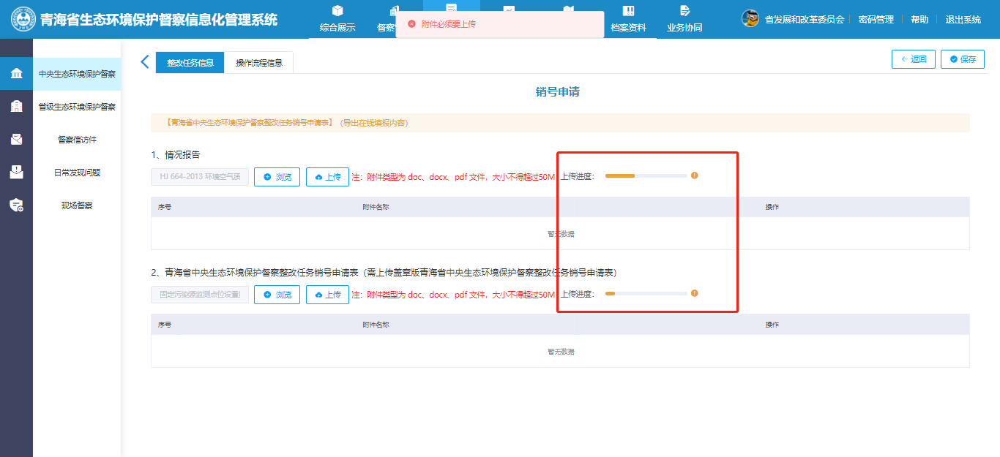 青海省生态环境保护督察信息化管理系统
综合展示
督察
附件必须要上传
档案资料
业务协同
省发展和改革委员会
密码管理
帮助
退出系统
中央生态环境保护督察
省级生态环境保护督察
督察信访件
日常发现问题
现场督察
整改任务信息
操作流程信息
返回
保存
销号申请
【青海省中央生态环境保护督察整改任务销号申请表】（导出在线填报内容）
1、情况报告
HJ 664-2013 环境空气质
浏览
上传
注：附件类型为 doc、docx、pdf 文件，大小不得超过50M
上传进度：
序号
附件名称
操作
暂无数据
2、青海省中央生态环境保护督察整改任务销号申请表（需上传盖章版青海省中央生态环境保护督察整改任务销号申请表）
固定污染源监测点位设置
浏览
上传
注：附件类型为 doc、docx、pdf 文件，大小不得超过50M
上传进度：
序号
附件名称
操作
暂无数据